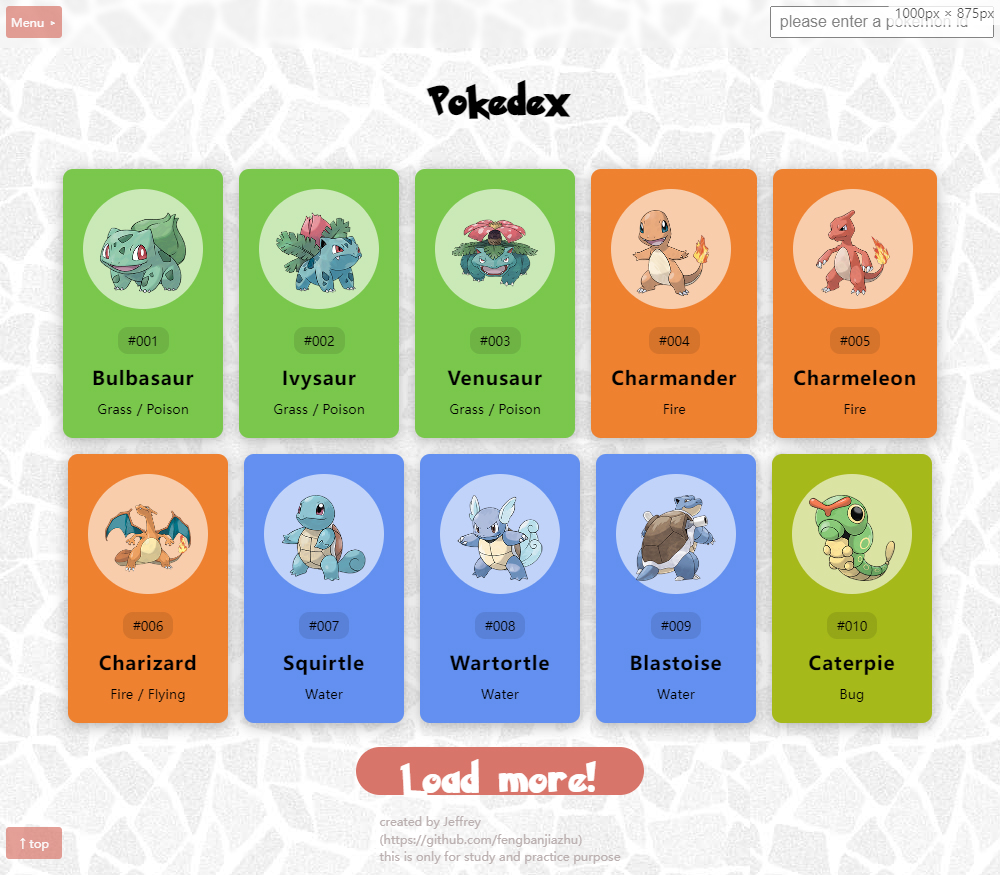 Menu ▸
please enter a pokemon id
1000px × 875px
Pokedex
#001
Bulbasaur
Grass / Poison
#002
Ivysaur
Grass / Poison
#003
Venusaur
Grass / Poison
#004
Charmander
Fire
#005
Charmeleon
Fire
#006
Charizard
Fire / Flying
#007
Squirtle
Water
#008
Wartortle
Water
#009
Blastoise
Water
#010
Caterpie
Bug
Load more!
created by Jeffrey
(https://github.com/fengbanjiazhu)
this is only for study and practice purpose
↑ top